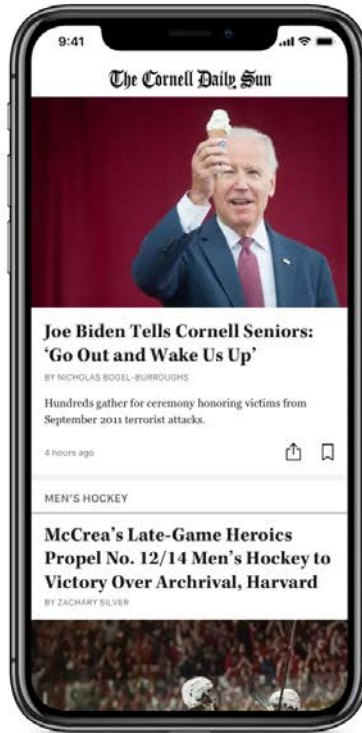 9:41
The Cornell Daily Sun
Joe Biden Tells Cornell Seniors:
‘Go Out and Wake Us Up’
BY NICHOLAS BOGEL-BURROUGHS
Hundreds gather for ceremony honoring victims from
September 2011 terrorist attacks.
4 hours ago
MEN'S HOCKEY
McCrea’s Late-Game Heroics
Propel No. 12/14 Men’s Hockey to
Victory Over Archrival, Harvard
BY ZACHARY SILVER